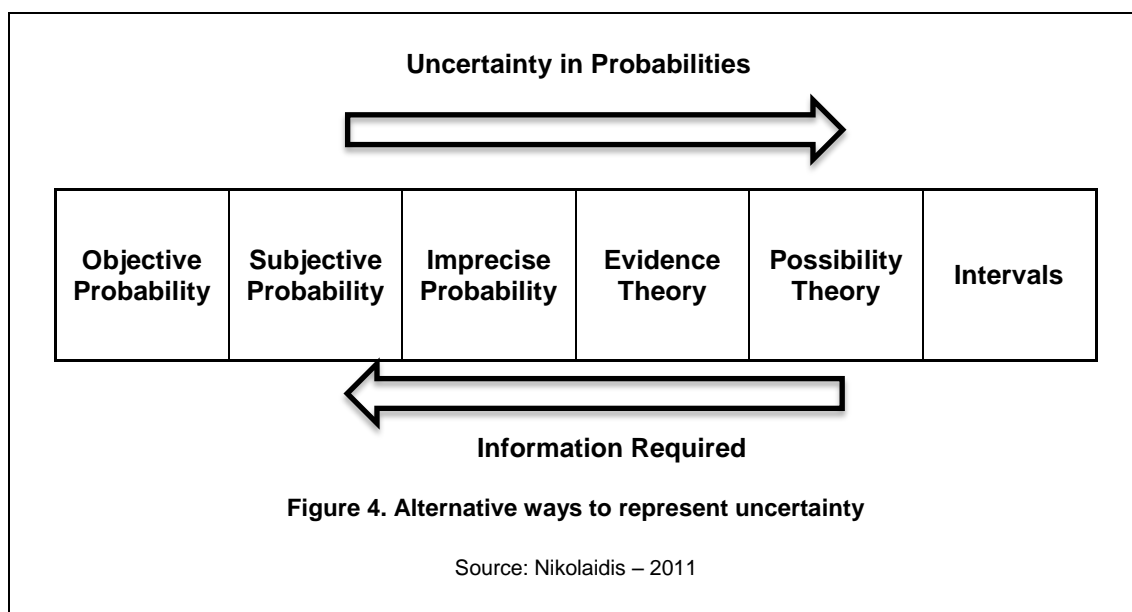 Uncertainty in Probabilities
Objective
Probability
Subjective
Probability
Imprecise
Probability
Evidence
Theory
Possibility
Theory
Intervals
Information Required
Figure 4. Alternative ways to represent uncertainty
Source: Nikolaidis – 2011